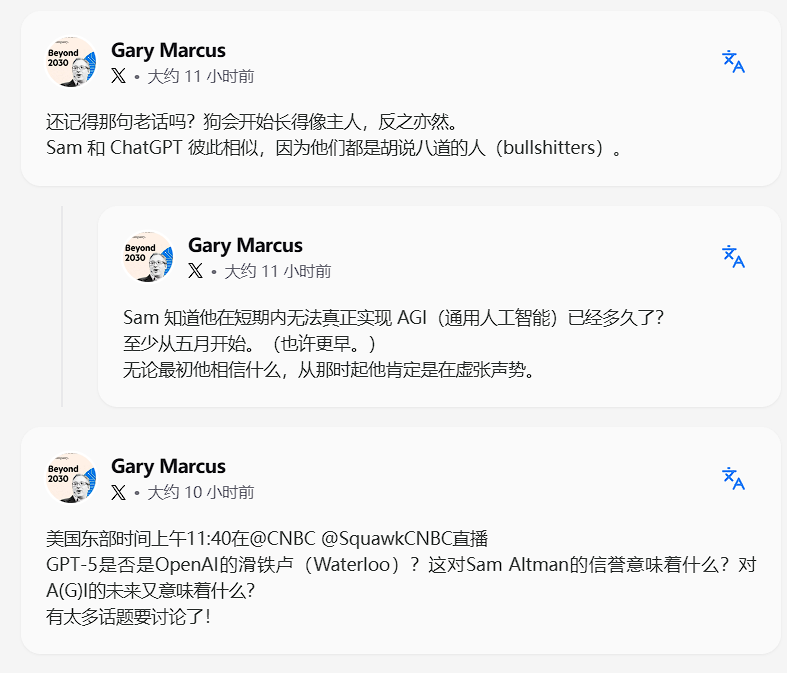 Beyond
2030
Gary Marcus
X • 大约 11 小时前
还记得那句老话吗？狗会开始长得像主人，反之亦然。
Sam 和 ChatGPT 彼此相似，因为他们都是胡说八道的人（bullshitters）。
Beyond
2030
Gary Marcus
X • 大约 11 小时前
Sam 知道他在短期内无法真正实现 AGI（通用人工智能）已经多久了？
至少从五月开始。（也许更早。）
无论最初他相信什么，从那时起他肯定是在虚张声势。
Beyond
2030
Gary Marcus
X • 大约 10 小时前
美国东部时间上午11:40在@CNBC @SquawkCNBC直播
GPT-5是否是OpenAI的滑铁卢（Waterloo）？这对Sam Altman的信誉意味着什么？对
A(G)I的未来又意味着什么？
有太多话题要讨论了！